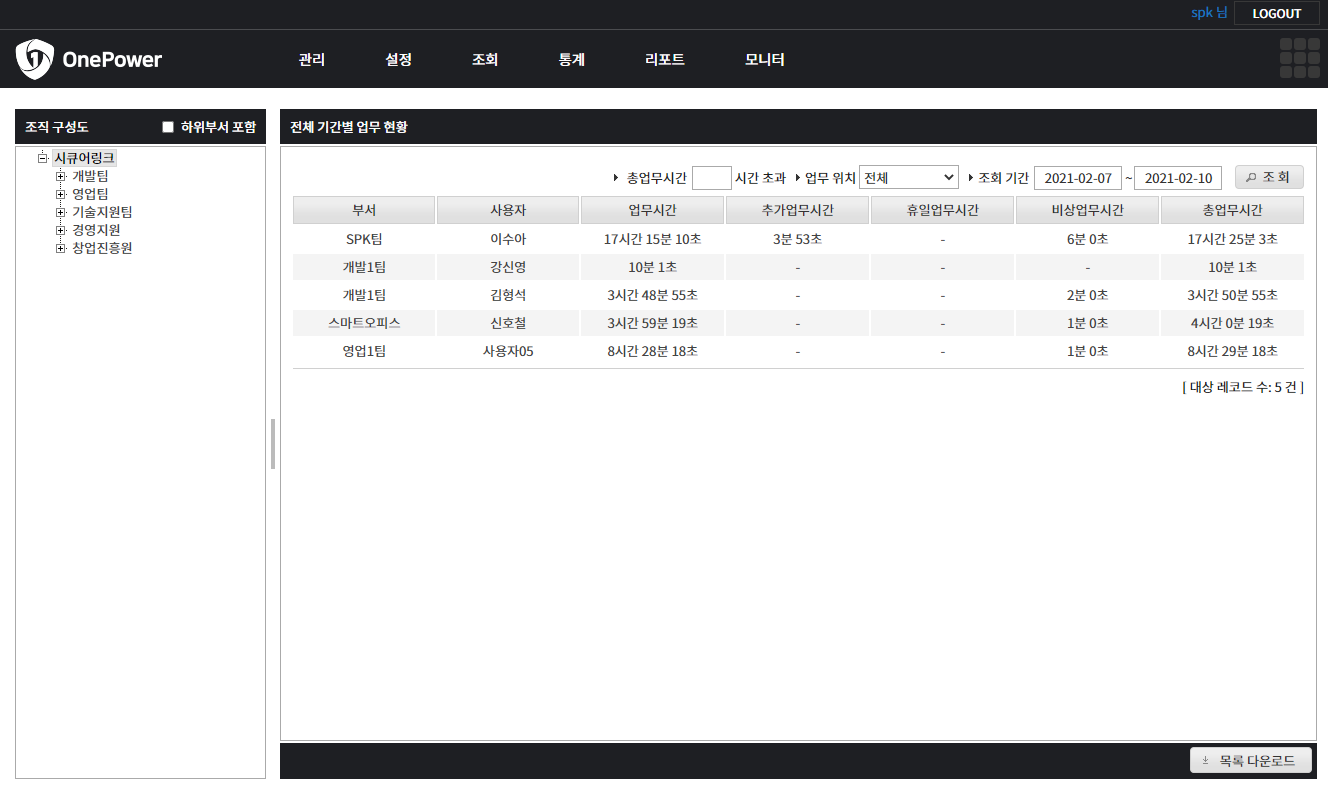 spk 님 LOGOUT
OnePower 관리 설정 조회 통계 리포트 모니터
조직 구성도 하위부서 포함
시큐어링크
개발팀
영업팀
기술지원팀
경영지원
창업진흥원
전체 기간별 업무 현황
총업무시간 시간 초과 업무 위치 전체 조회 기간 2021-02-07 ~ 2021-02-10 조 회
부서 사용자 업무시간 추가업무시간 휴일업무시간 비상업무시간 총업무시간
SPK팀 이수아 17시간 15분 10초 3분 53초 - 6분 0초 17시간 25분 3초
개발1팀 강신영 10분 1초 - - - 10분 1초
개발1팀 김형석 3시간 48분 55초 - - 2분 0초 3시간 50분 55초
스마트오피스 신호철 3시간 59분 19초 - - 1분 0초 4시간 0분 19초
영업1팀 사용자05 8시간 28분 18초 - - 1분 0초 8시간 29분 18초
[ 대상 레코드 수: 5 건 ]
목록 다운로드